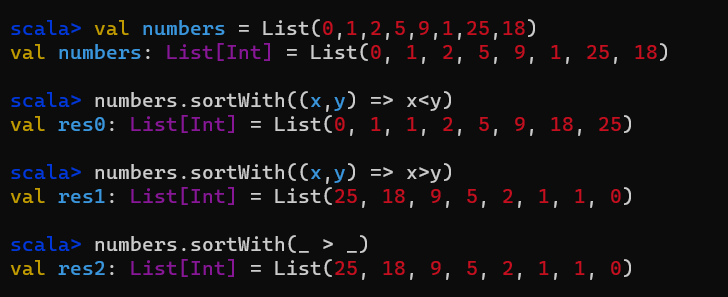 scala> val numbers = List(0,1,2,5,9,1,25,18)
val numbers: List[Int] = List(0, 1, 2, 5, 9, 1, 25, 18)
scala> numbers.sortWith((x,y) => x<y)
val res0: List[Int] = List(0, 1, 1, 2, 5, 9, 18, 25)
scala> numbers.sortWith((x,y) => x>y)
val res1: List[Int] = List(25, 18, 9, 5, 2, 1, 1, 0)
scala> numbers.sortWith(_ > _)
val res2: List[Int] = List(25, 18, 9, 5, 2, 1, 1, 0)